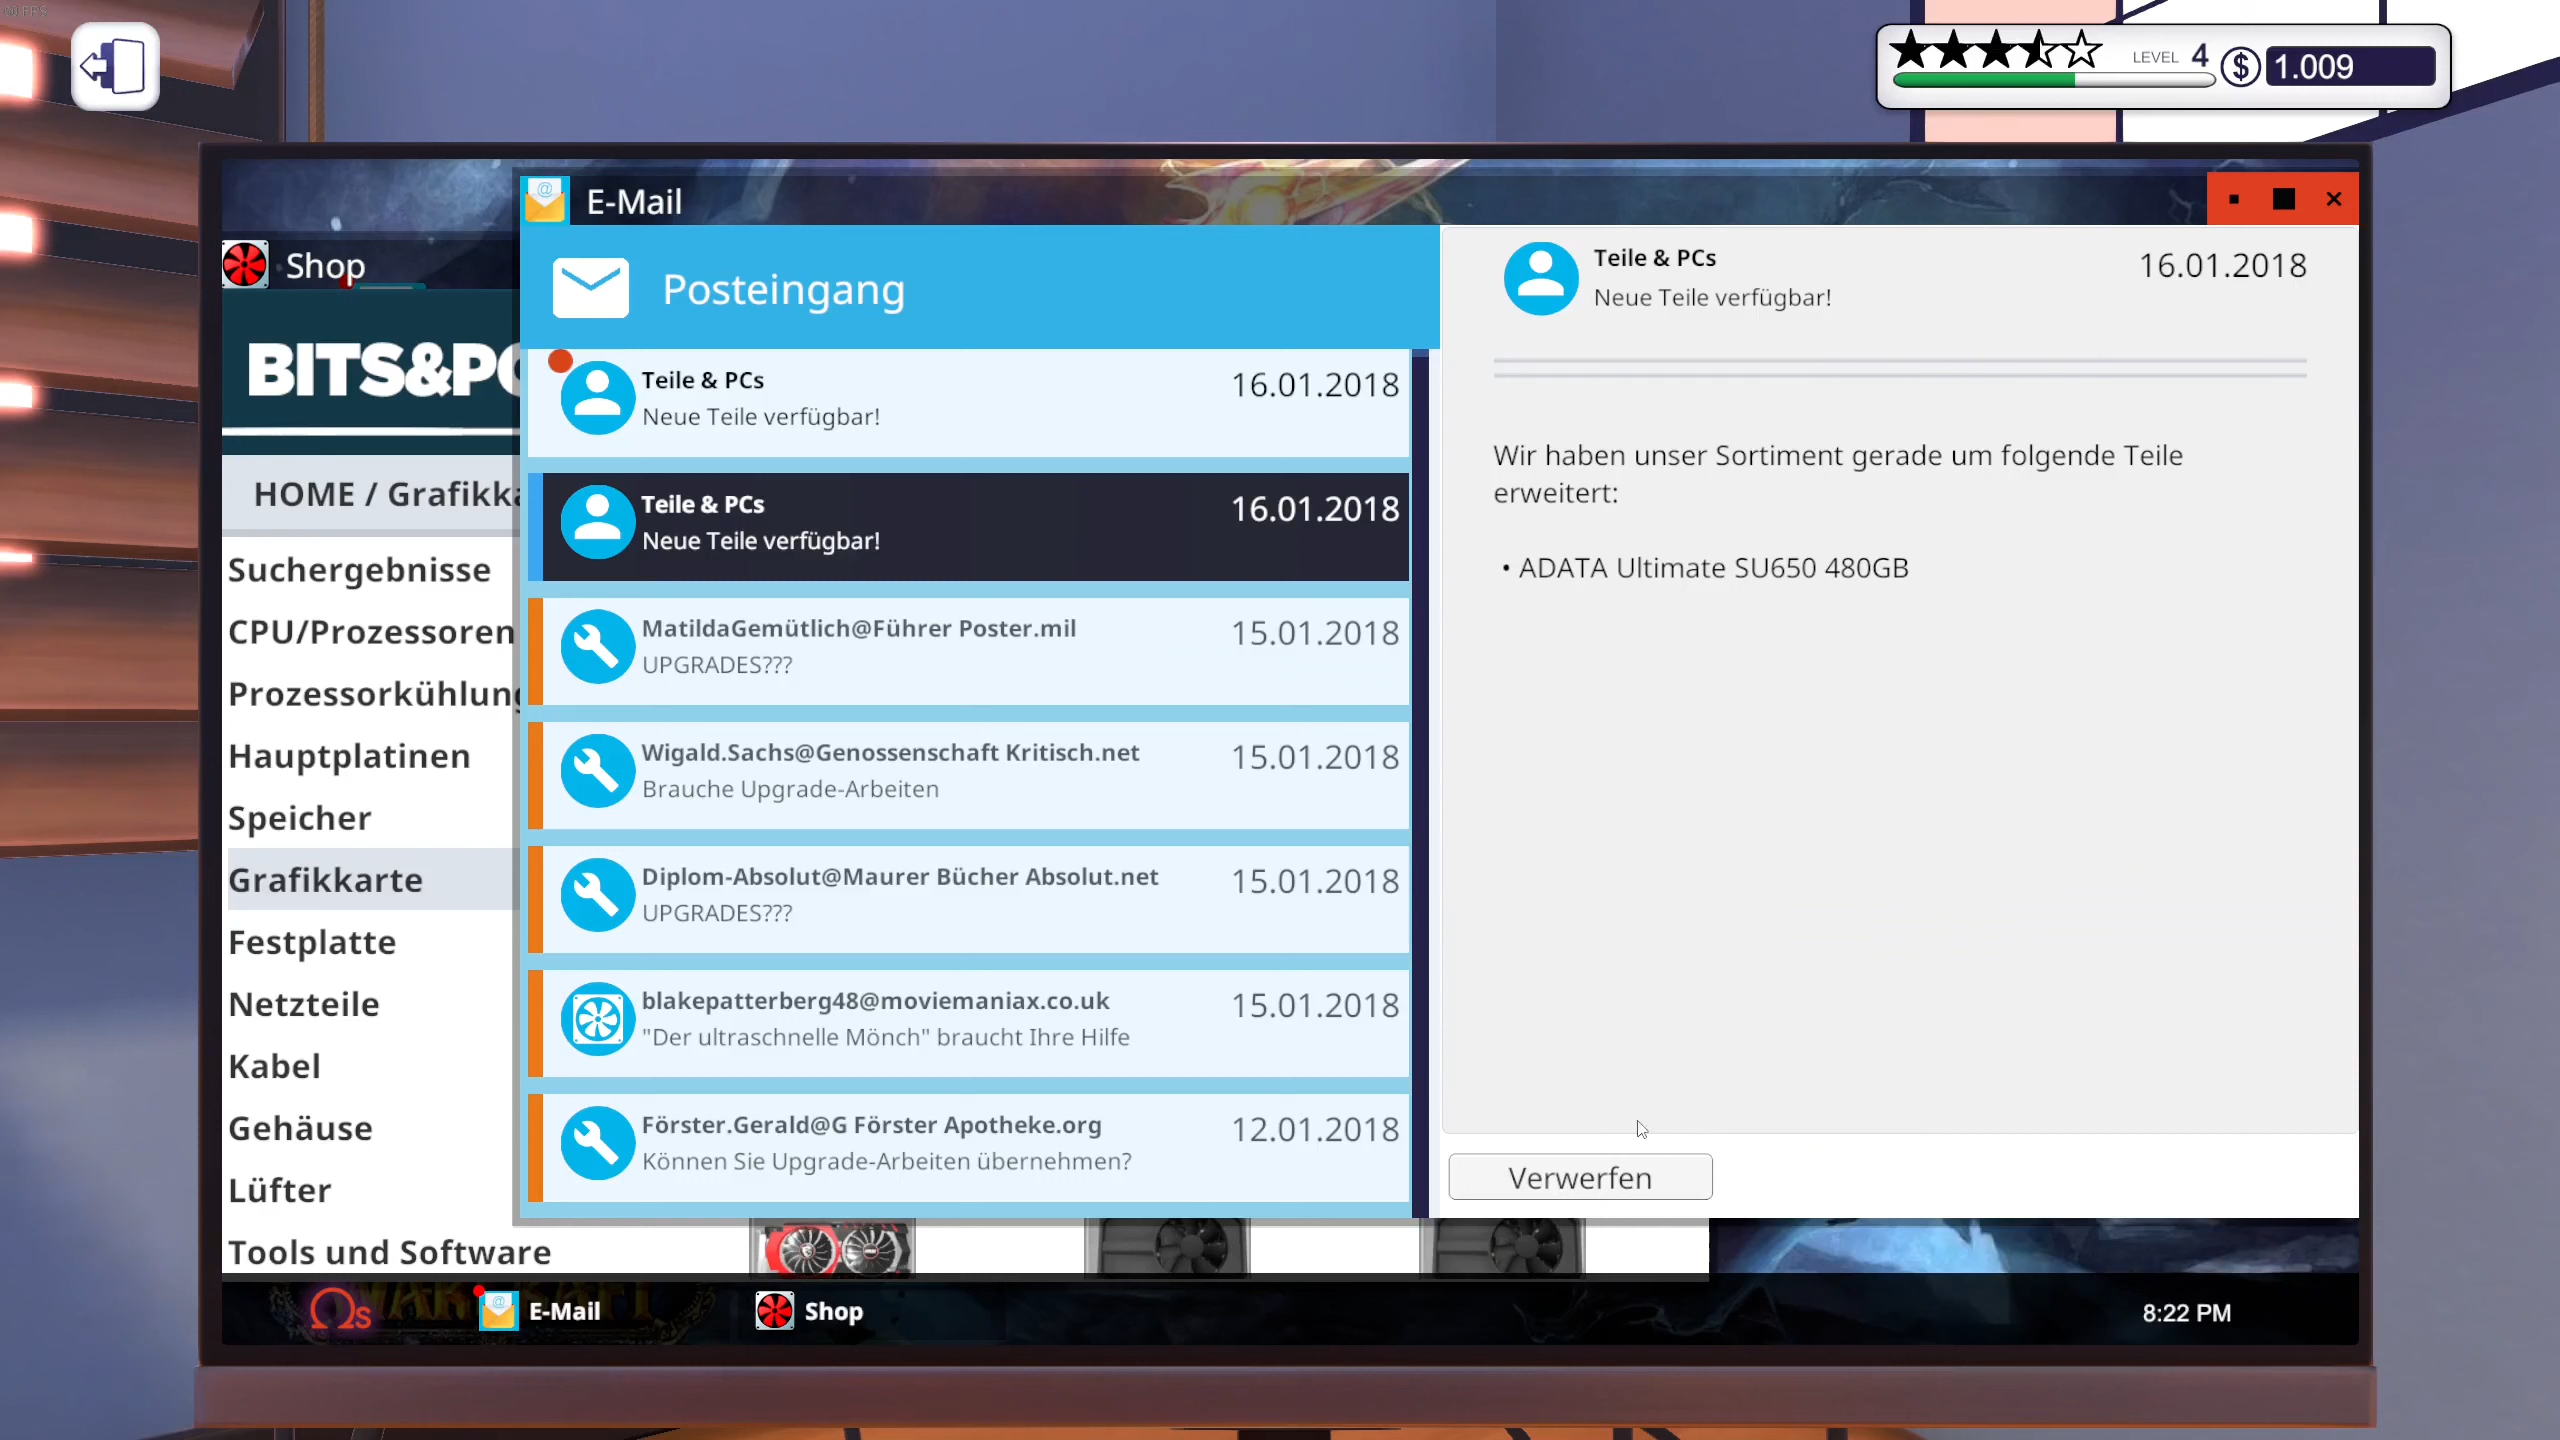 60 FPS
LEVEL 4
$ 1.009
E-Mail
Shop
Posteingang
BITS&PC
HOME / Grafikka
Suchergebnisse
CPU/Prozessoren
Prozessorkühlung
Hauptplatinen
Speicher
Grafikkarte
Festplatte
Netzteile
Kabel
Gehäuse
Lüfter
Tools und Software
Teile & PCs 16.01.2018
Neue Teile verfügbar!
Teile & PCs 16.01.2018
Neue Teile verfügbar!
MatildaGemütlich@Führer Poster.mil 15.01.2018
UPGRADES???
Wigald.Sachs@Genossenschaft Kritisch.net 15.01.2018
Brauche Upgrade-Arbeiten
Diplom-Absolut@Maurer Bücher Absolut.net 15.01.2018
UPGRADES???
blakepatterberg48@moviemaniax.co.uk 15.01.2018
"Der ultraschnelle Mönch" braucht Ihre Hilfe
Förster.Gerald@G Förster Apotheke.org 12.01.2018
Können Sie Upgrade-Arbeiten übernehmen?
Teile & PCs 16.01.2018
Neue Teile verfügbar!
Wir haben unser Sortiment gerade um folgende Teile
erweitert:
• ADATA Ultimate SU650 480GB
Verwerfen
Ωs
E-Mail
Shop
8:22 PM